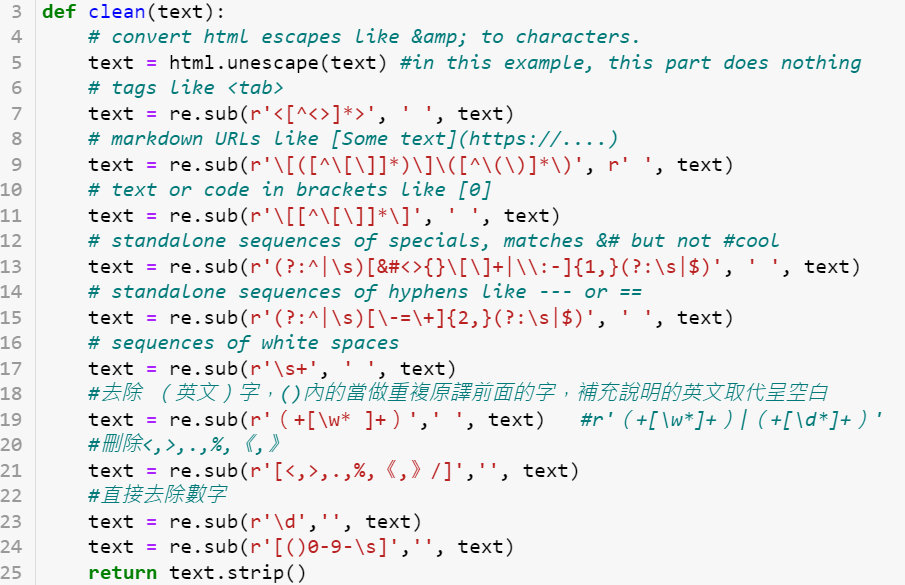 3 def clean(text):
4 # convert html escapes like &amp; to characters.
5 text = html.unescape(text) #in this example, this part does nothing
6 # tags like <tab>
7 text = re.sub(r'<[^<>]*>', ' ', text)
8 # markdown URLs like [Some text](https://....)
9 text = re.sub(r'\[([^\[\]]*)\]\([^\(\)]*\)', r' ', text)
10 # text or code in brackets like [0]
11 text = re.sub(r'\[[^\[\]]*\]', ' ', text)
12 # standalone sequences of specials, matches &# but not #cool
13 text = re.sub(r'(?:^|\s)[&#<>{}\[\]+|\\:-]{1,}(?:\s|$)', ' ', text)
14 # standalone sequences of hyphens like --- or ==
15 text = re.sub(r'(?:^|\s)[\-=\+]{2,}(?:\s|$)', ' ', text)
16 # sequences of white spaces
17 text = re.sub(r'\s+', ' ', text)
18 #去除 （英文）字，()內的當做重複原譯前面的字，補充說明的英文取代呈空白
19 text = re.sub(r'（+[\w* ]+）',' ', text) #r'（+[\w*]+）|（+[\d*]+）'
20 #刪除<,>,.,%,《,》
21 text = re.sub(r'[<,>,.,%,《,》/]','', text)
22 #直接去除數字
23 text = re.sub(r'\d','', text)
24 text = re.sub(r'[()0-9-\s]','', text)
25 return text.strip()